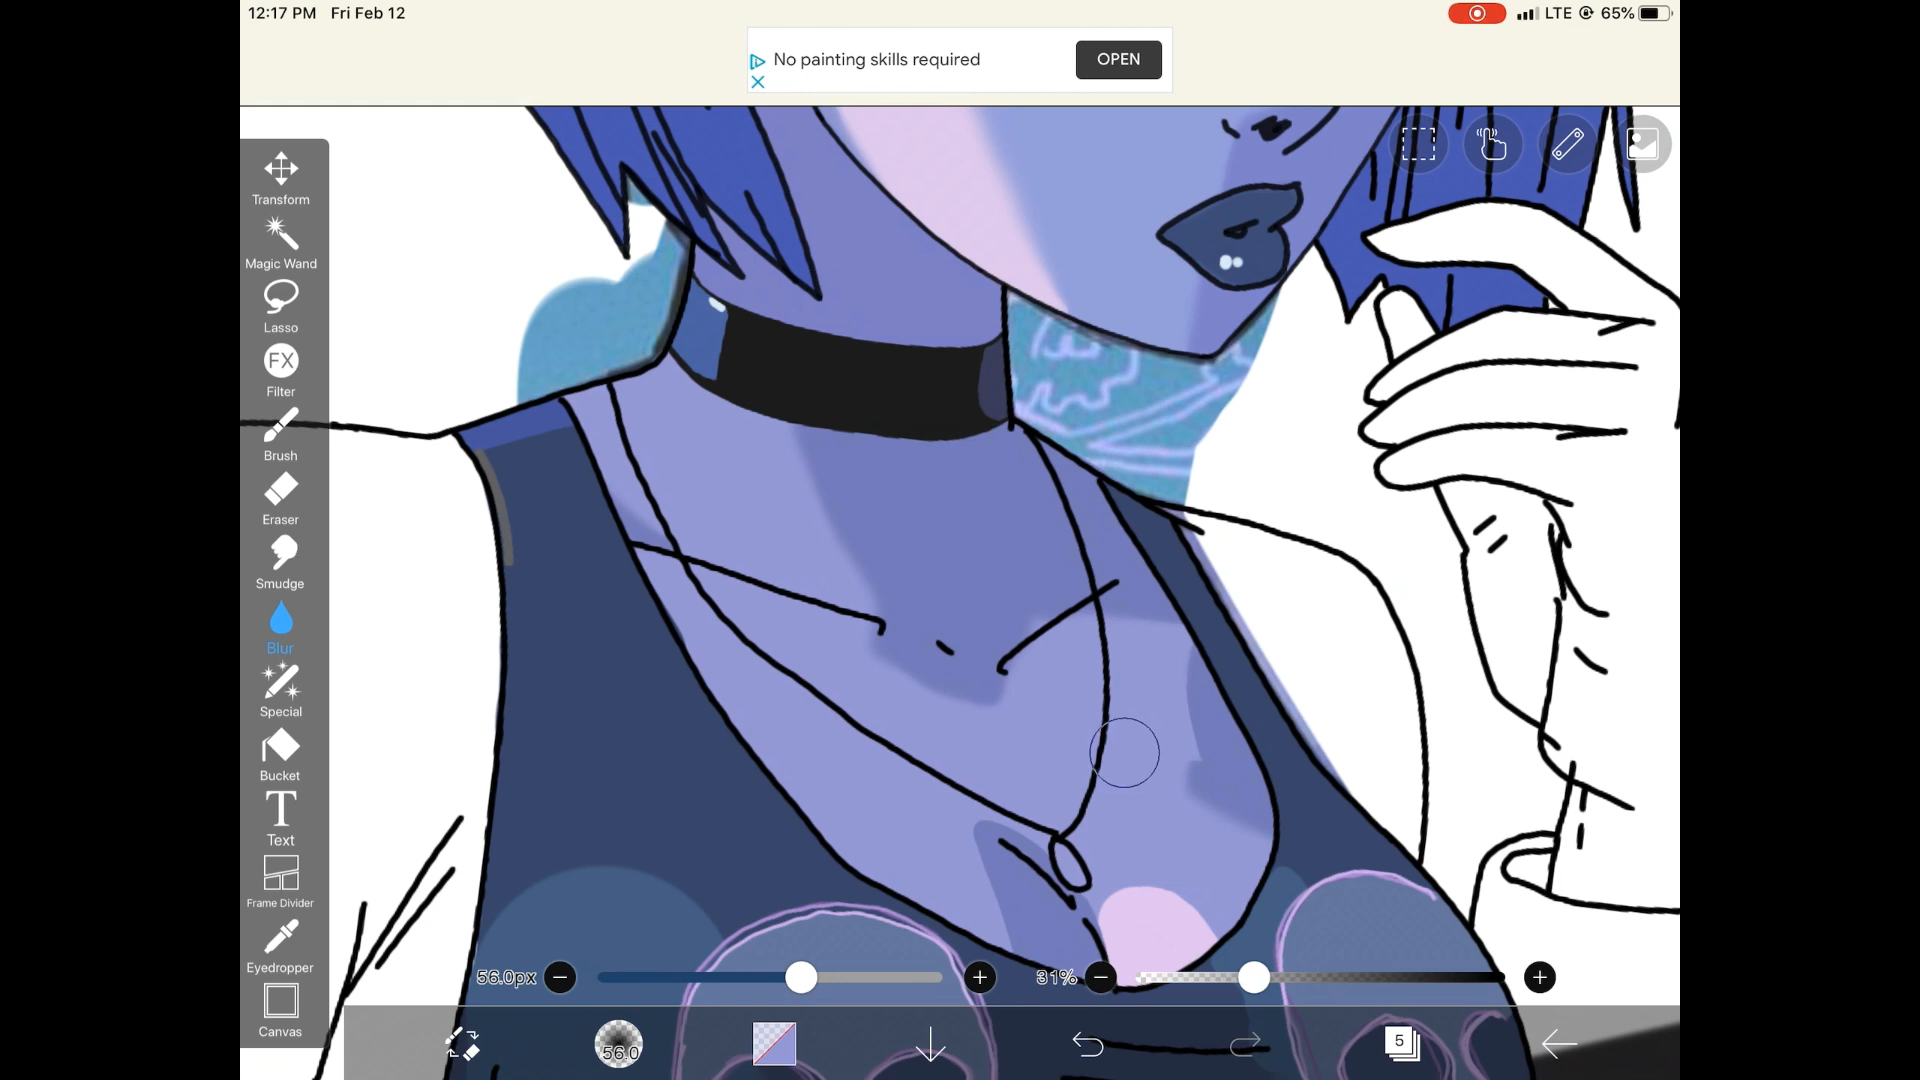 12:17 PM Fri Feb 12
LTE 65%
No painting skills required
OPEN
Transform
Magic Wand
Lasso
FX
Filter
Brush
Eraser
Smudge
Blur
Special
Bucket
T
Text
Frame Divider
Eyedropper
Canvas
56.0px
31%
56.0
5